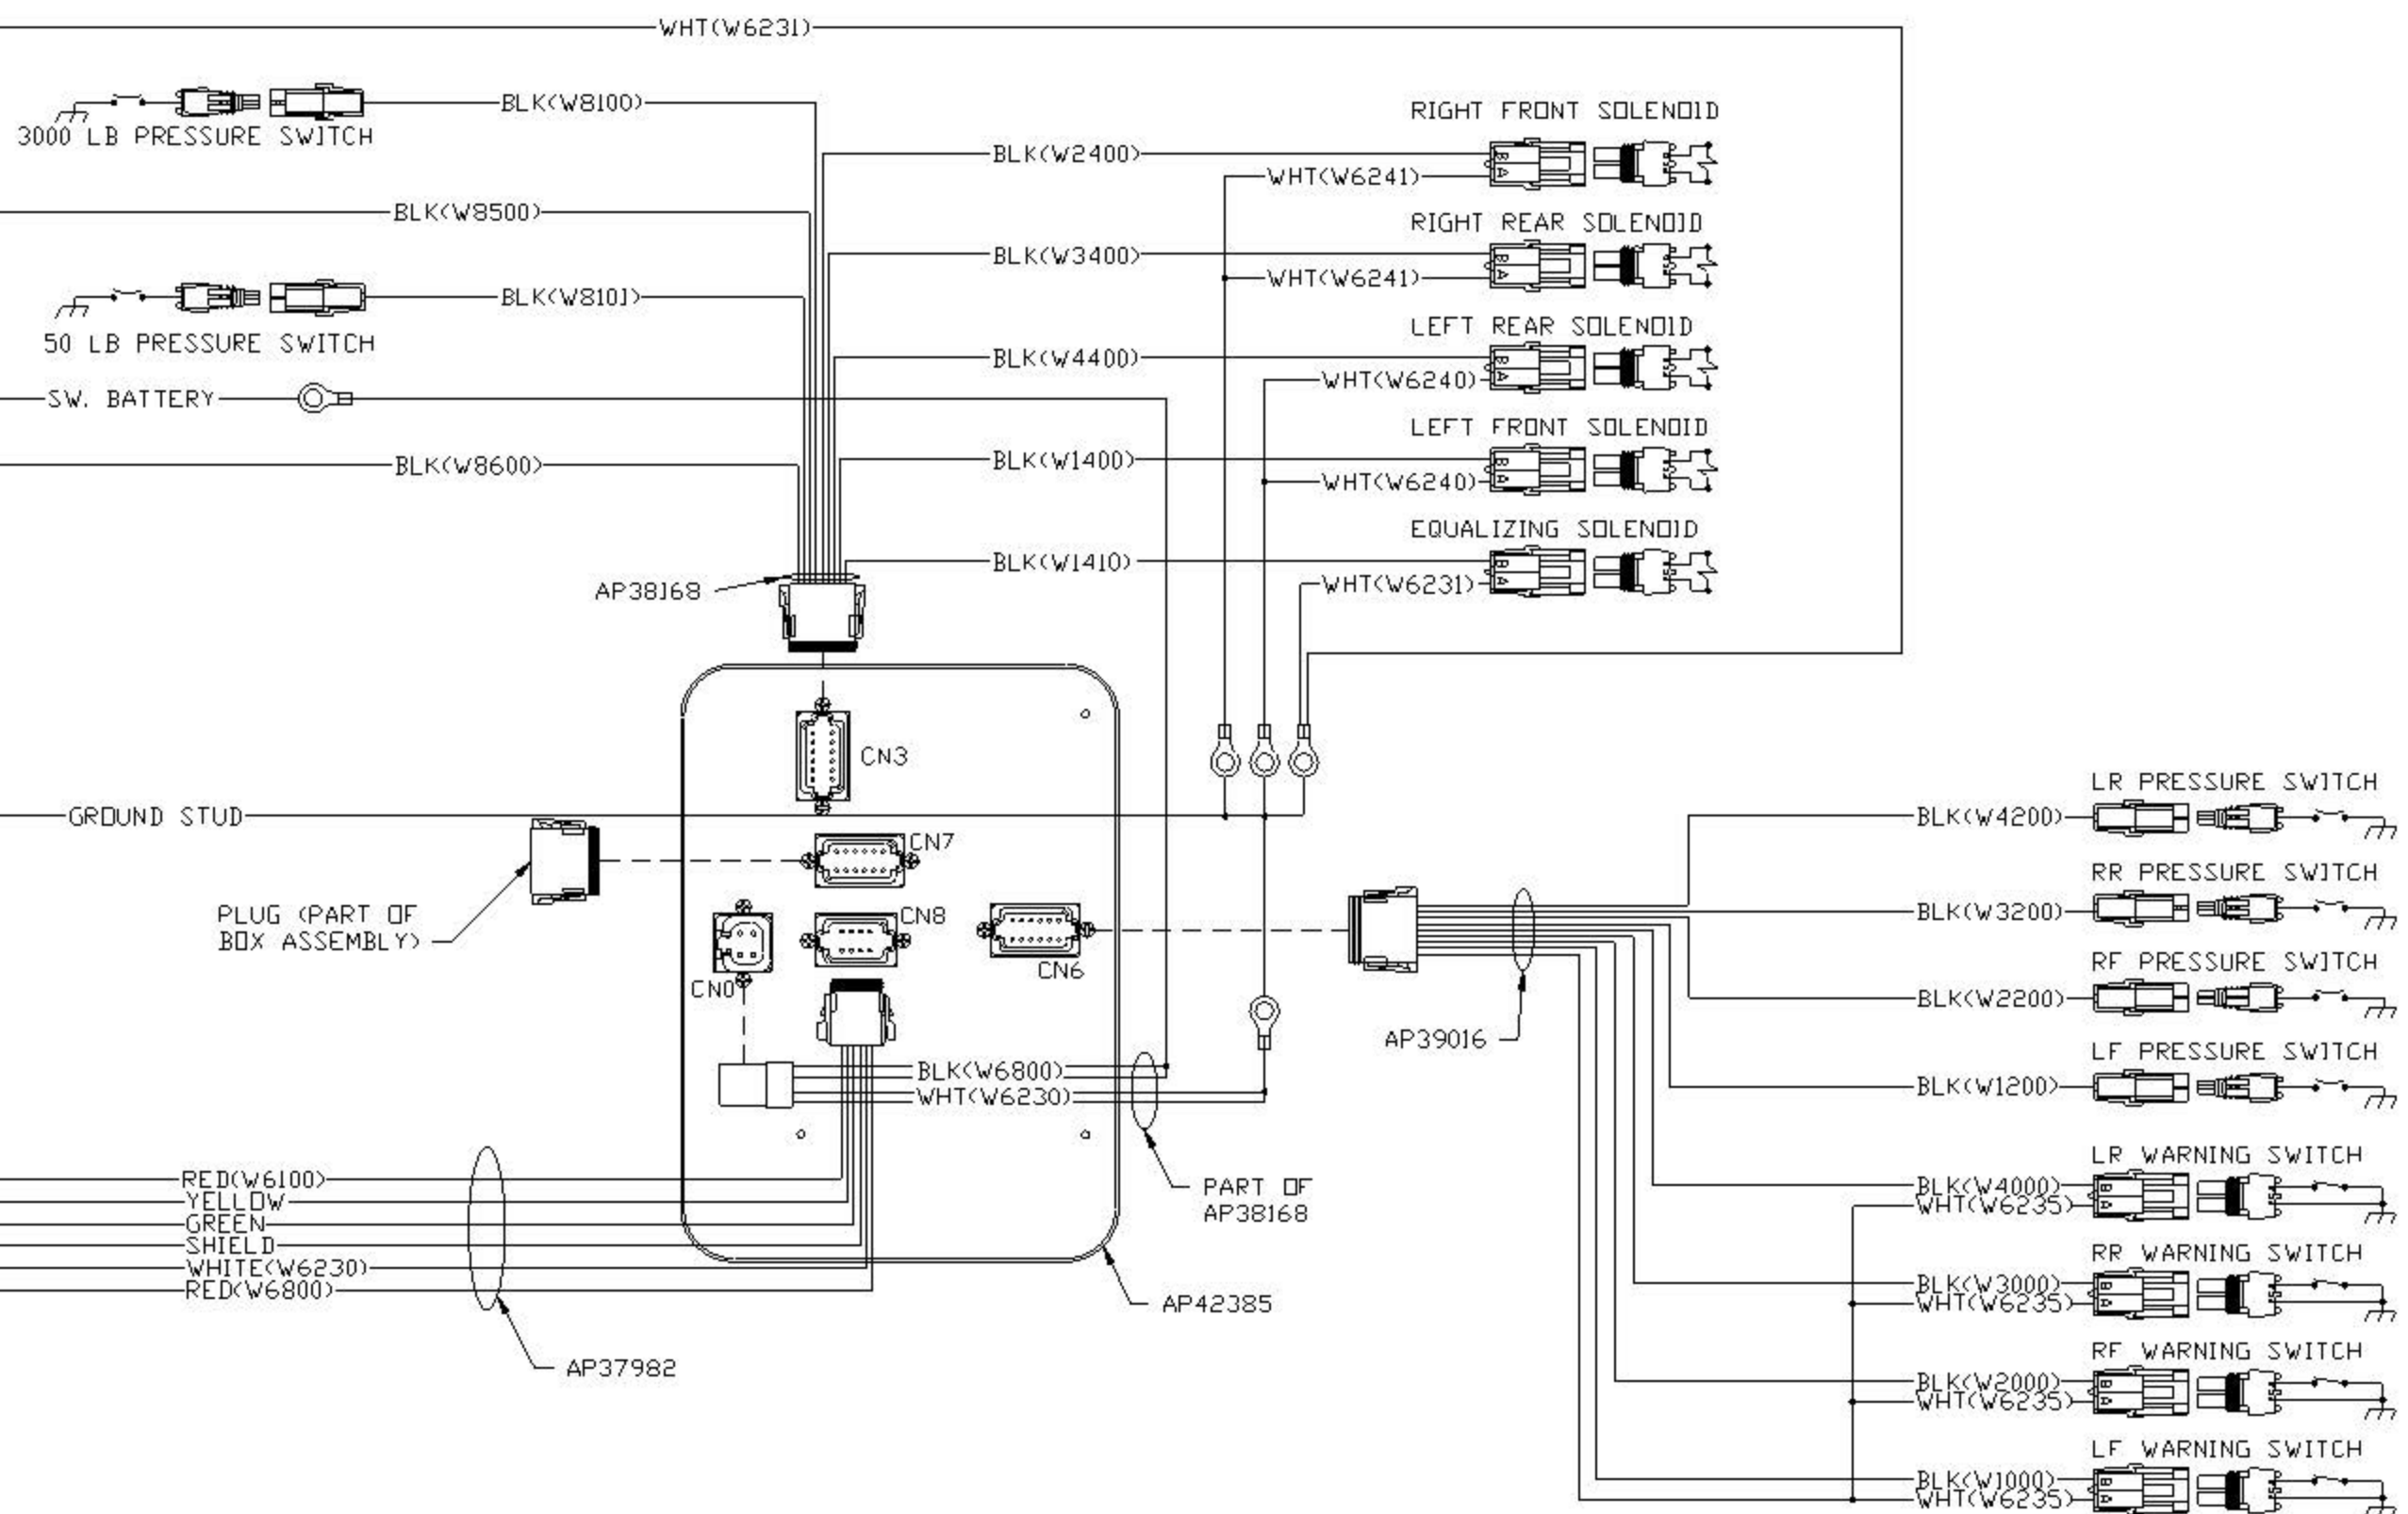 WHT(W6231)
BLK(W8100)
3000 LB PRESSURE SWITCH
BLK(W8500)
BLK(W8101)
50 LB PRESSURE SWITCH
SW. BATTERY
BLK(W8600)
RIGHT FRONT SOLENOID
BLK(W2400)
WHT(W6241)
B
A
RIGHT REAR SOLENOID
BLK(W3400)
WHT(W6241)
B
A
LEFT REAR SOLENOID
BLK(W4400)
WHT(W6240)
B
A
LEFT FRONT SOLENOID
BLK(W1400)
WHT(W6240)
B
A
EQUALIZING SOLENOID
BLK(W1410)
WHT(W6231)
B
A
AP38168
CN3
GROUND STUD
CN7
PLUG (PART OF
BOX ASSEMBLY)
CN8
CN0
CN6
BLK(W6800)
WHT(W6230)
PART OF
AP38168
AP42385
RED(W6100)
YELLOW
GREEN
SHIELD
WHITE(W6230)
RED(W6800)
AP37982
AP39016
LR PRESSURE SWITCH
BLK(W4200)
RR PRESSURE SWITCH
BLK(W3200)
RF PRESSURE SWITCH
BLK(W2200)
LF PRESSURE SWITCH
BLK(W1200)
LR WARNING SWITCH
BLK(W4000)
WHT(W6235)
B
A
RR WARNING SWITCH
BLK(W3000)
WHT(W6235)
B
A
RF WARNING SWITCH
BLK(W2000)
WHT(W6235)
B
A
LF WARNING SWITCH
BLK(W1000)
WHT(W6235)
B
A